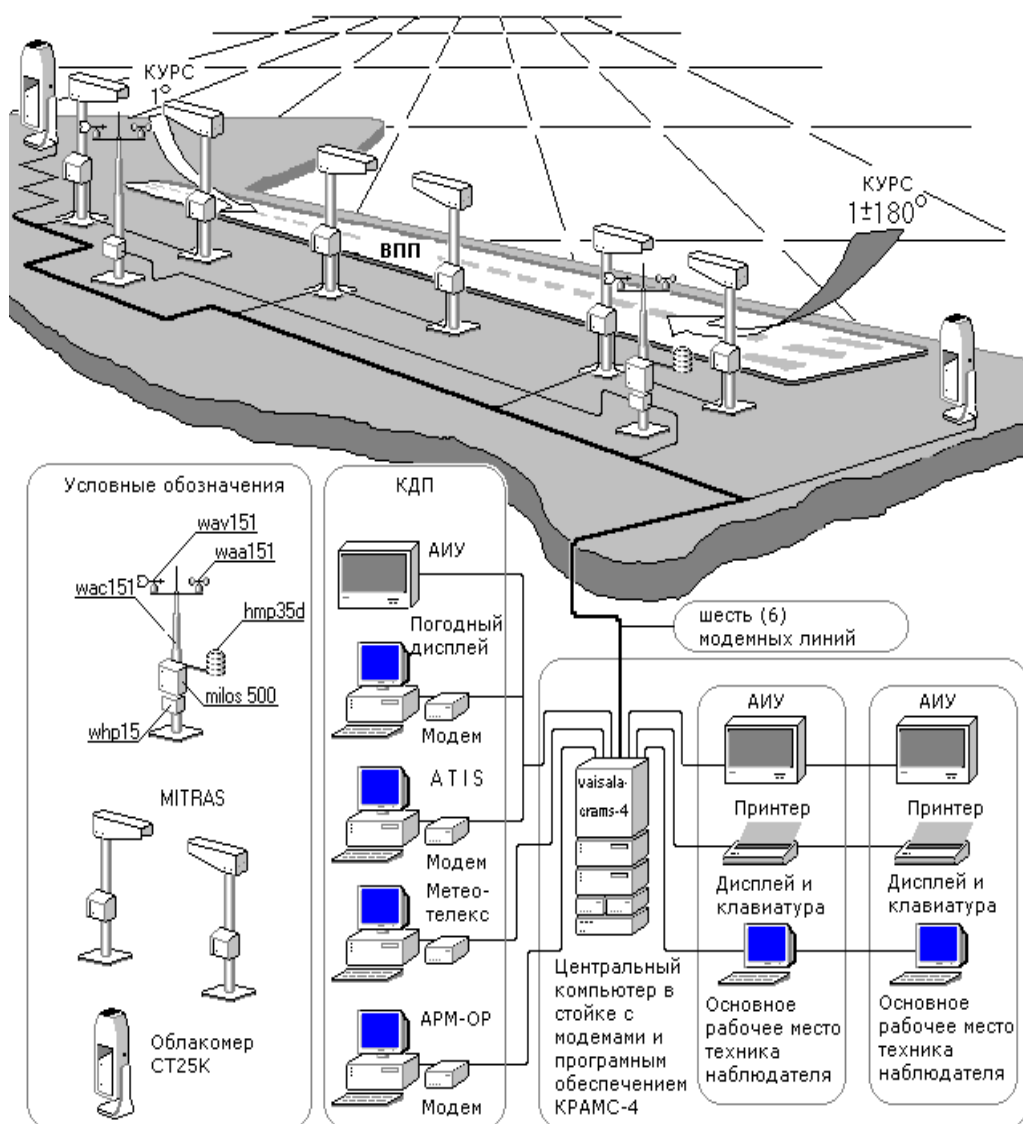 КУРС
1°
КУРС
1±180°
ВПП
Условные обозначения
wav151
waa151
wac151
hmp35d
milos 500
whp15
MITRAS
Облакомер
CT25K
КДП
АИУ
Погодный
дисплей
Модем
ATIS
Модем
Метео-
телекс
АРМ-ОР
Модем
шесть (6)
модемных линий
vaisala-
crams-4
Центральный
компьютер в
стойке с
модемами и
програмным
обеспечением
КРАМС-4
АИУ
Принтер
Дисплей и
клавиатура
Основное
рабочее место
техника
наблюдателя
АИУ
Принтер
Дисплей и
клавиатура
Основное
рабочее место
техника
наблюдателя